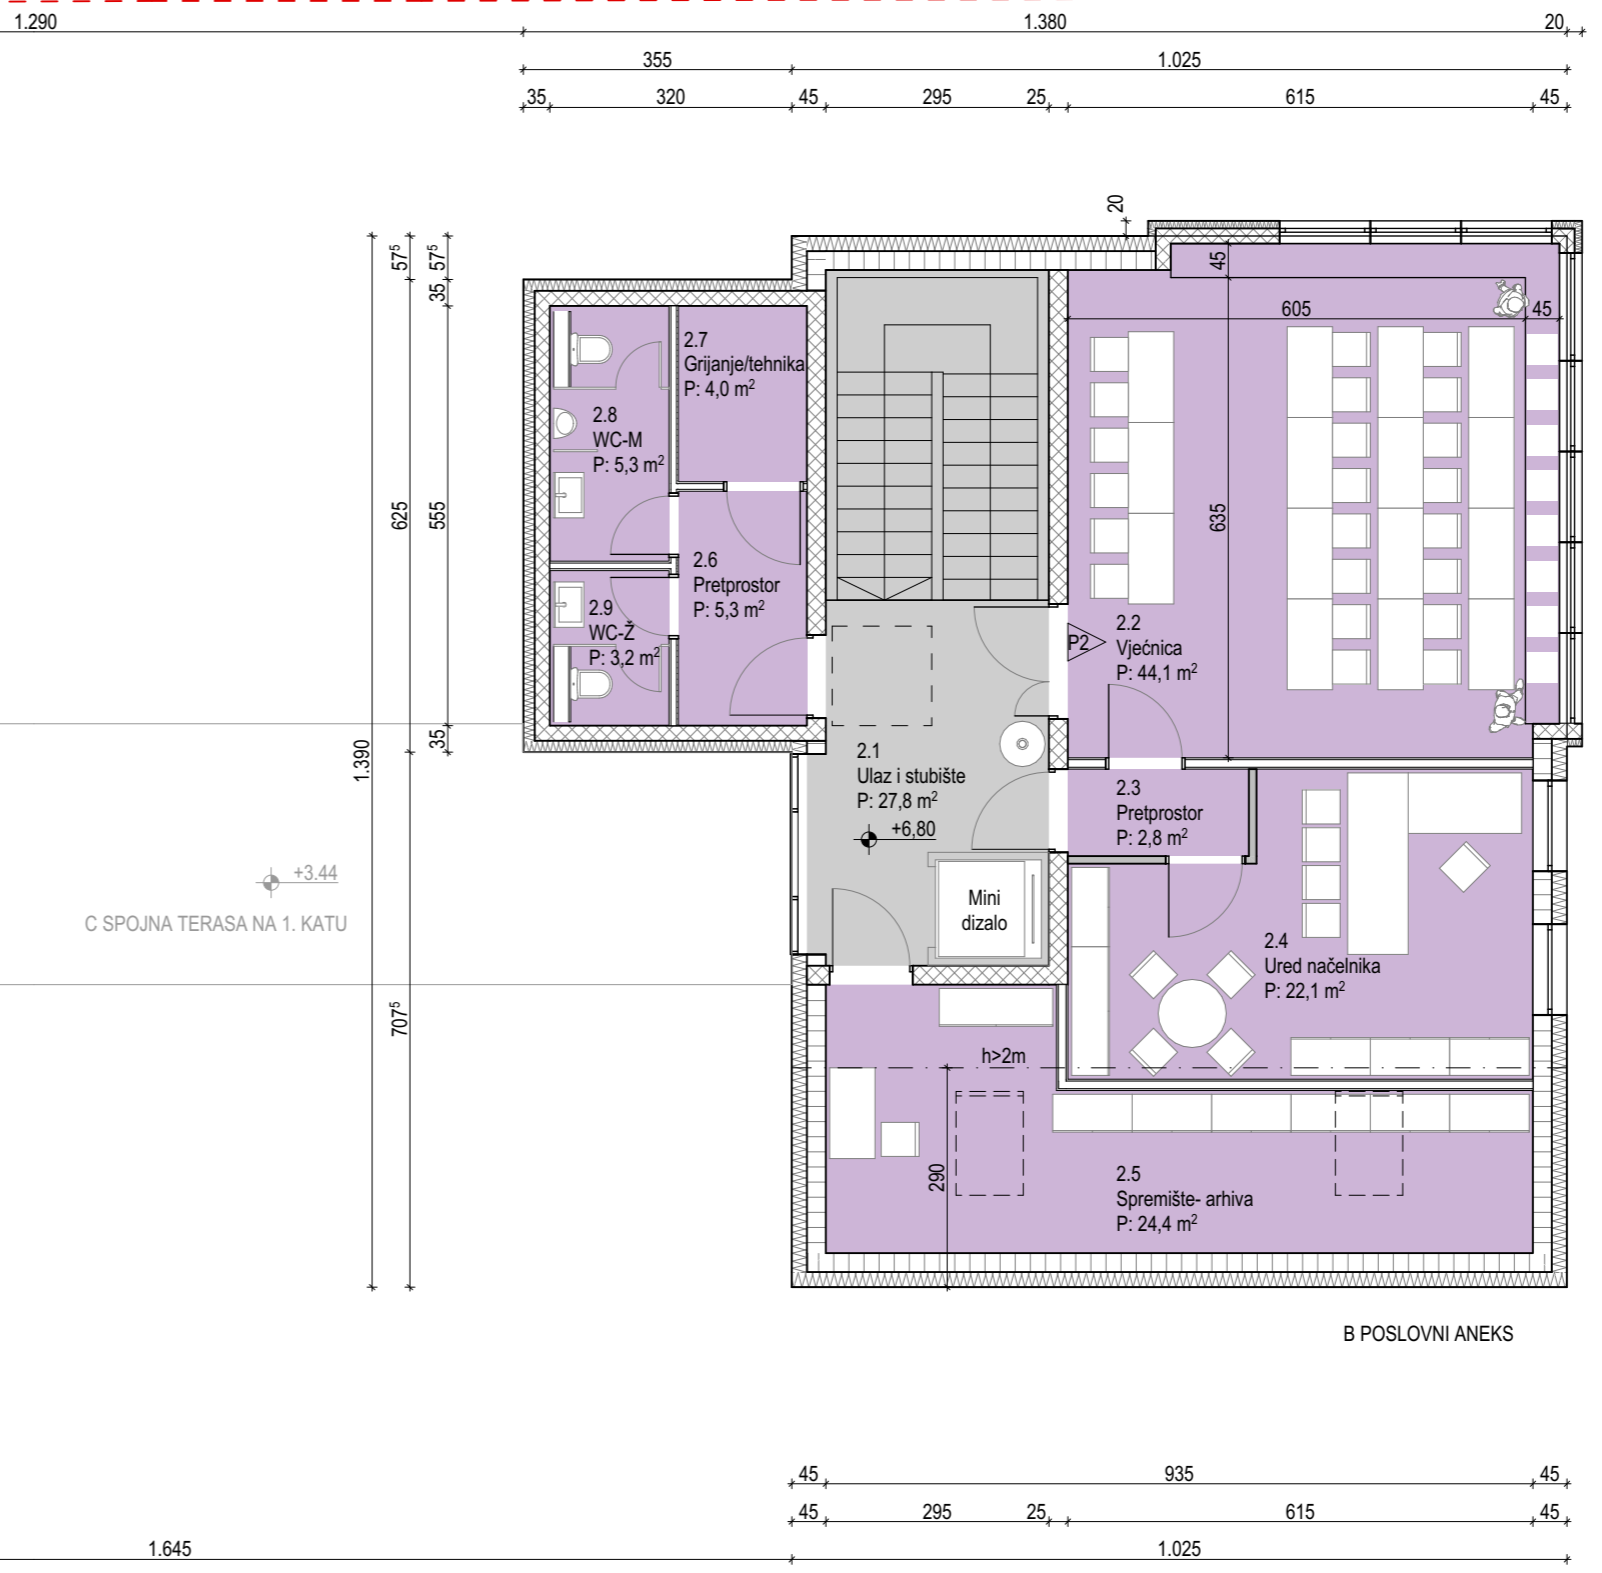 1.290
1.380
20
355
1.025
35
320
45
295
25
615
45
20
57⁵
57⁵
35
45
605
45
2.7
Grijanje/tehnika
P: 4,0 m²
2.8
WC-M
P: 5,3 m²
625
555
635
2.6
Pretprostor
P: 5,3 m²
2.9
WC-Ž
P: 3,2 m²
P2
2.2
Vjećnica
P: 44,1 m²
35
1.390
2.1
Ulaz i stubište
P: 27,8 m²
+6,80
2.3
Pretprostor
P: 2,8 m²
+3.44
C SPOJNA TERASA NA 1. KATU
Mini
dizalo
2.4
Ured načelnika
P: 22,1 m²
707⁵
h>2m
290
2.5
Spremište- arhiva
P: 24,4 m²
B POSLOVNI ANEKS
45
935
45
45
295
25
615
45
1.645
1.025